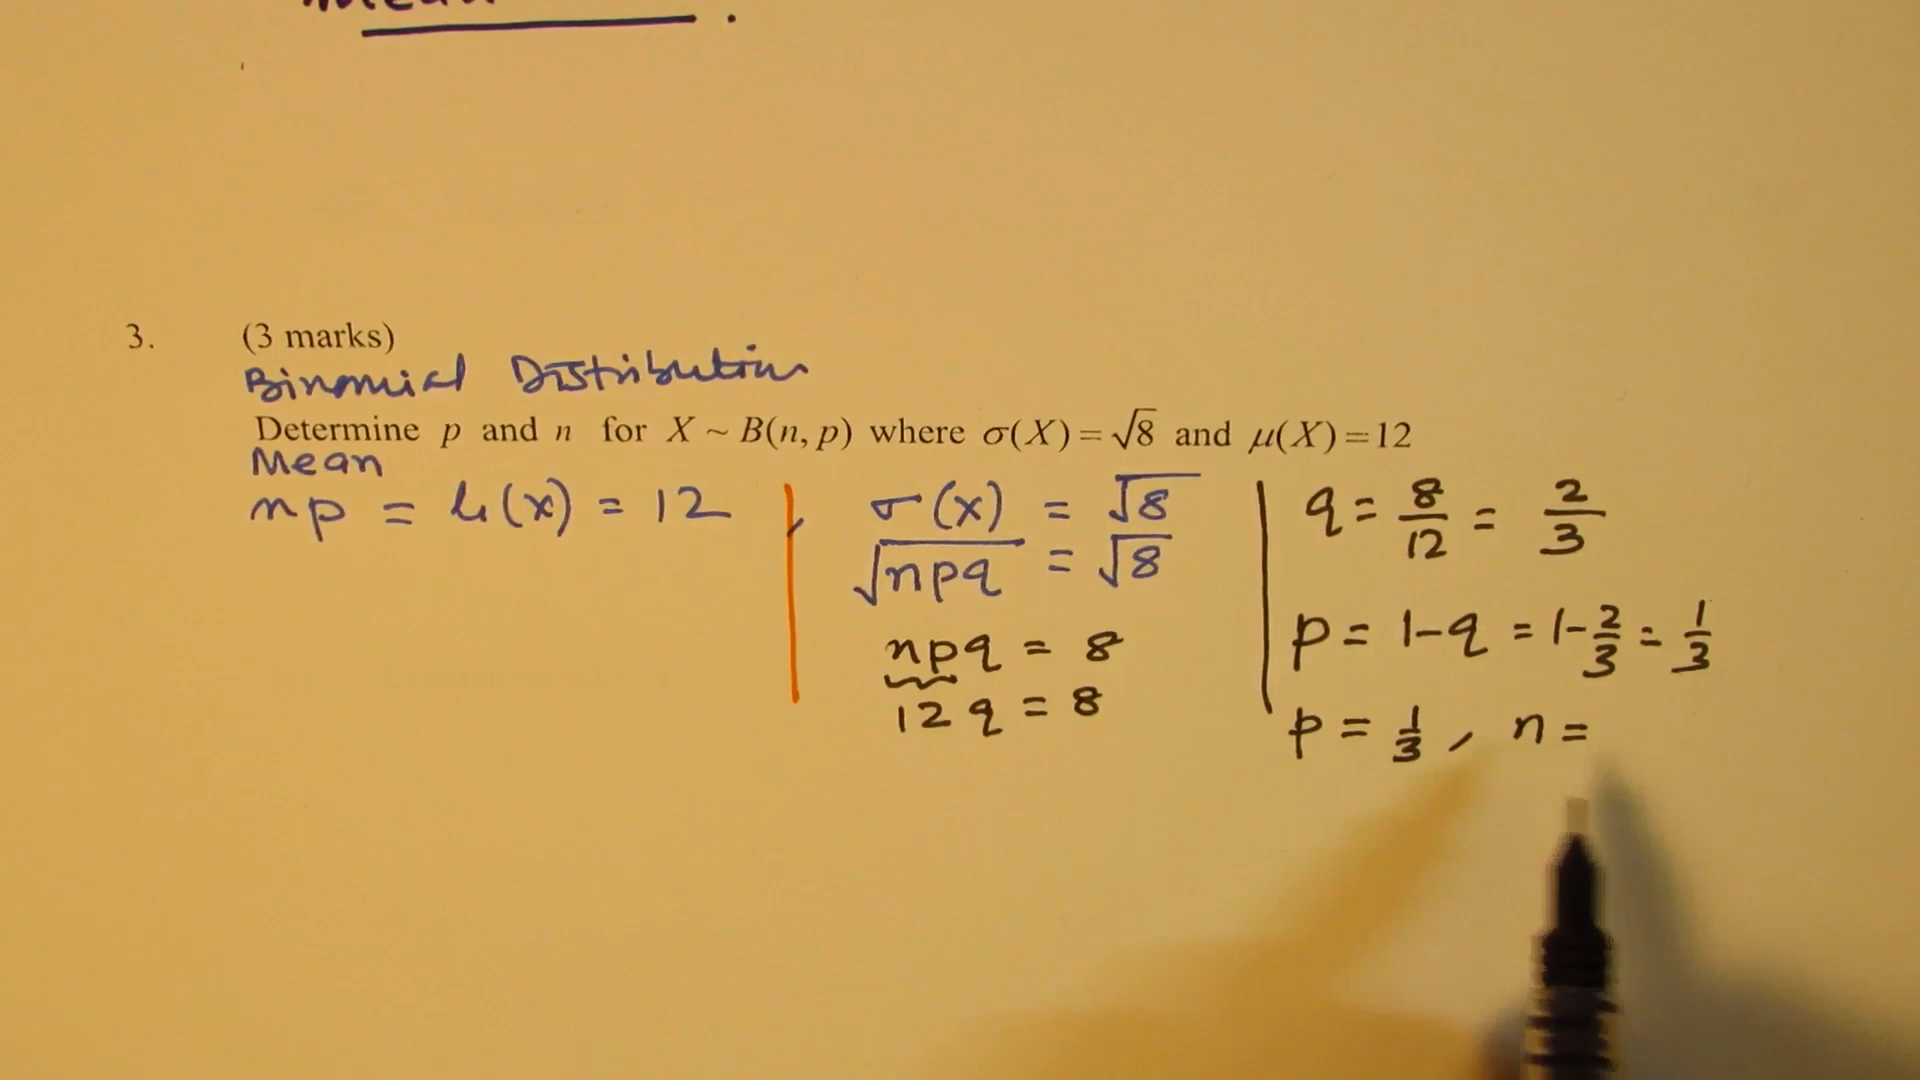 3. (3 marks)
Binomial Distribution
Determine p and n for X ~ B(n, p) where σ(X) = √8 and μ(X) = 12
Mean
np = μ(x) = 12,
σ(x) = √8
√npq = √8
npq = 8
12q = 8
q = 8/12 = 2/3
p = 1-q = 1-2/3 = 1/3
p = 1/3, n =